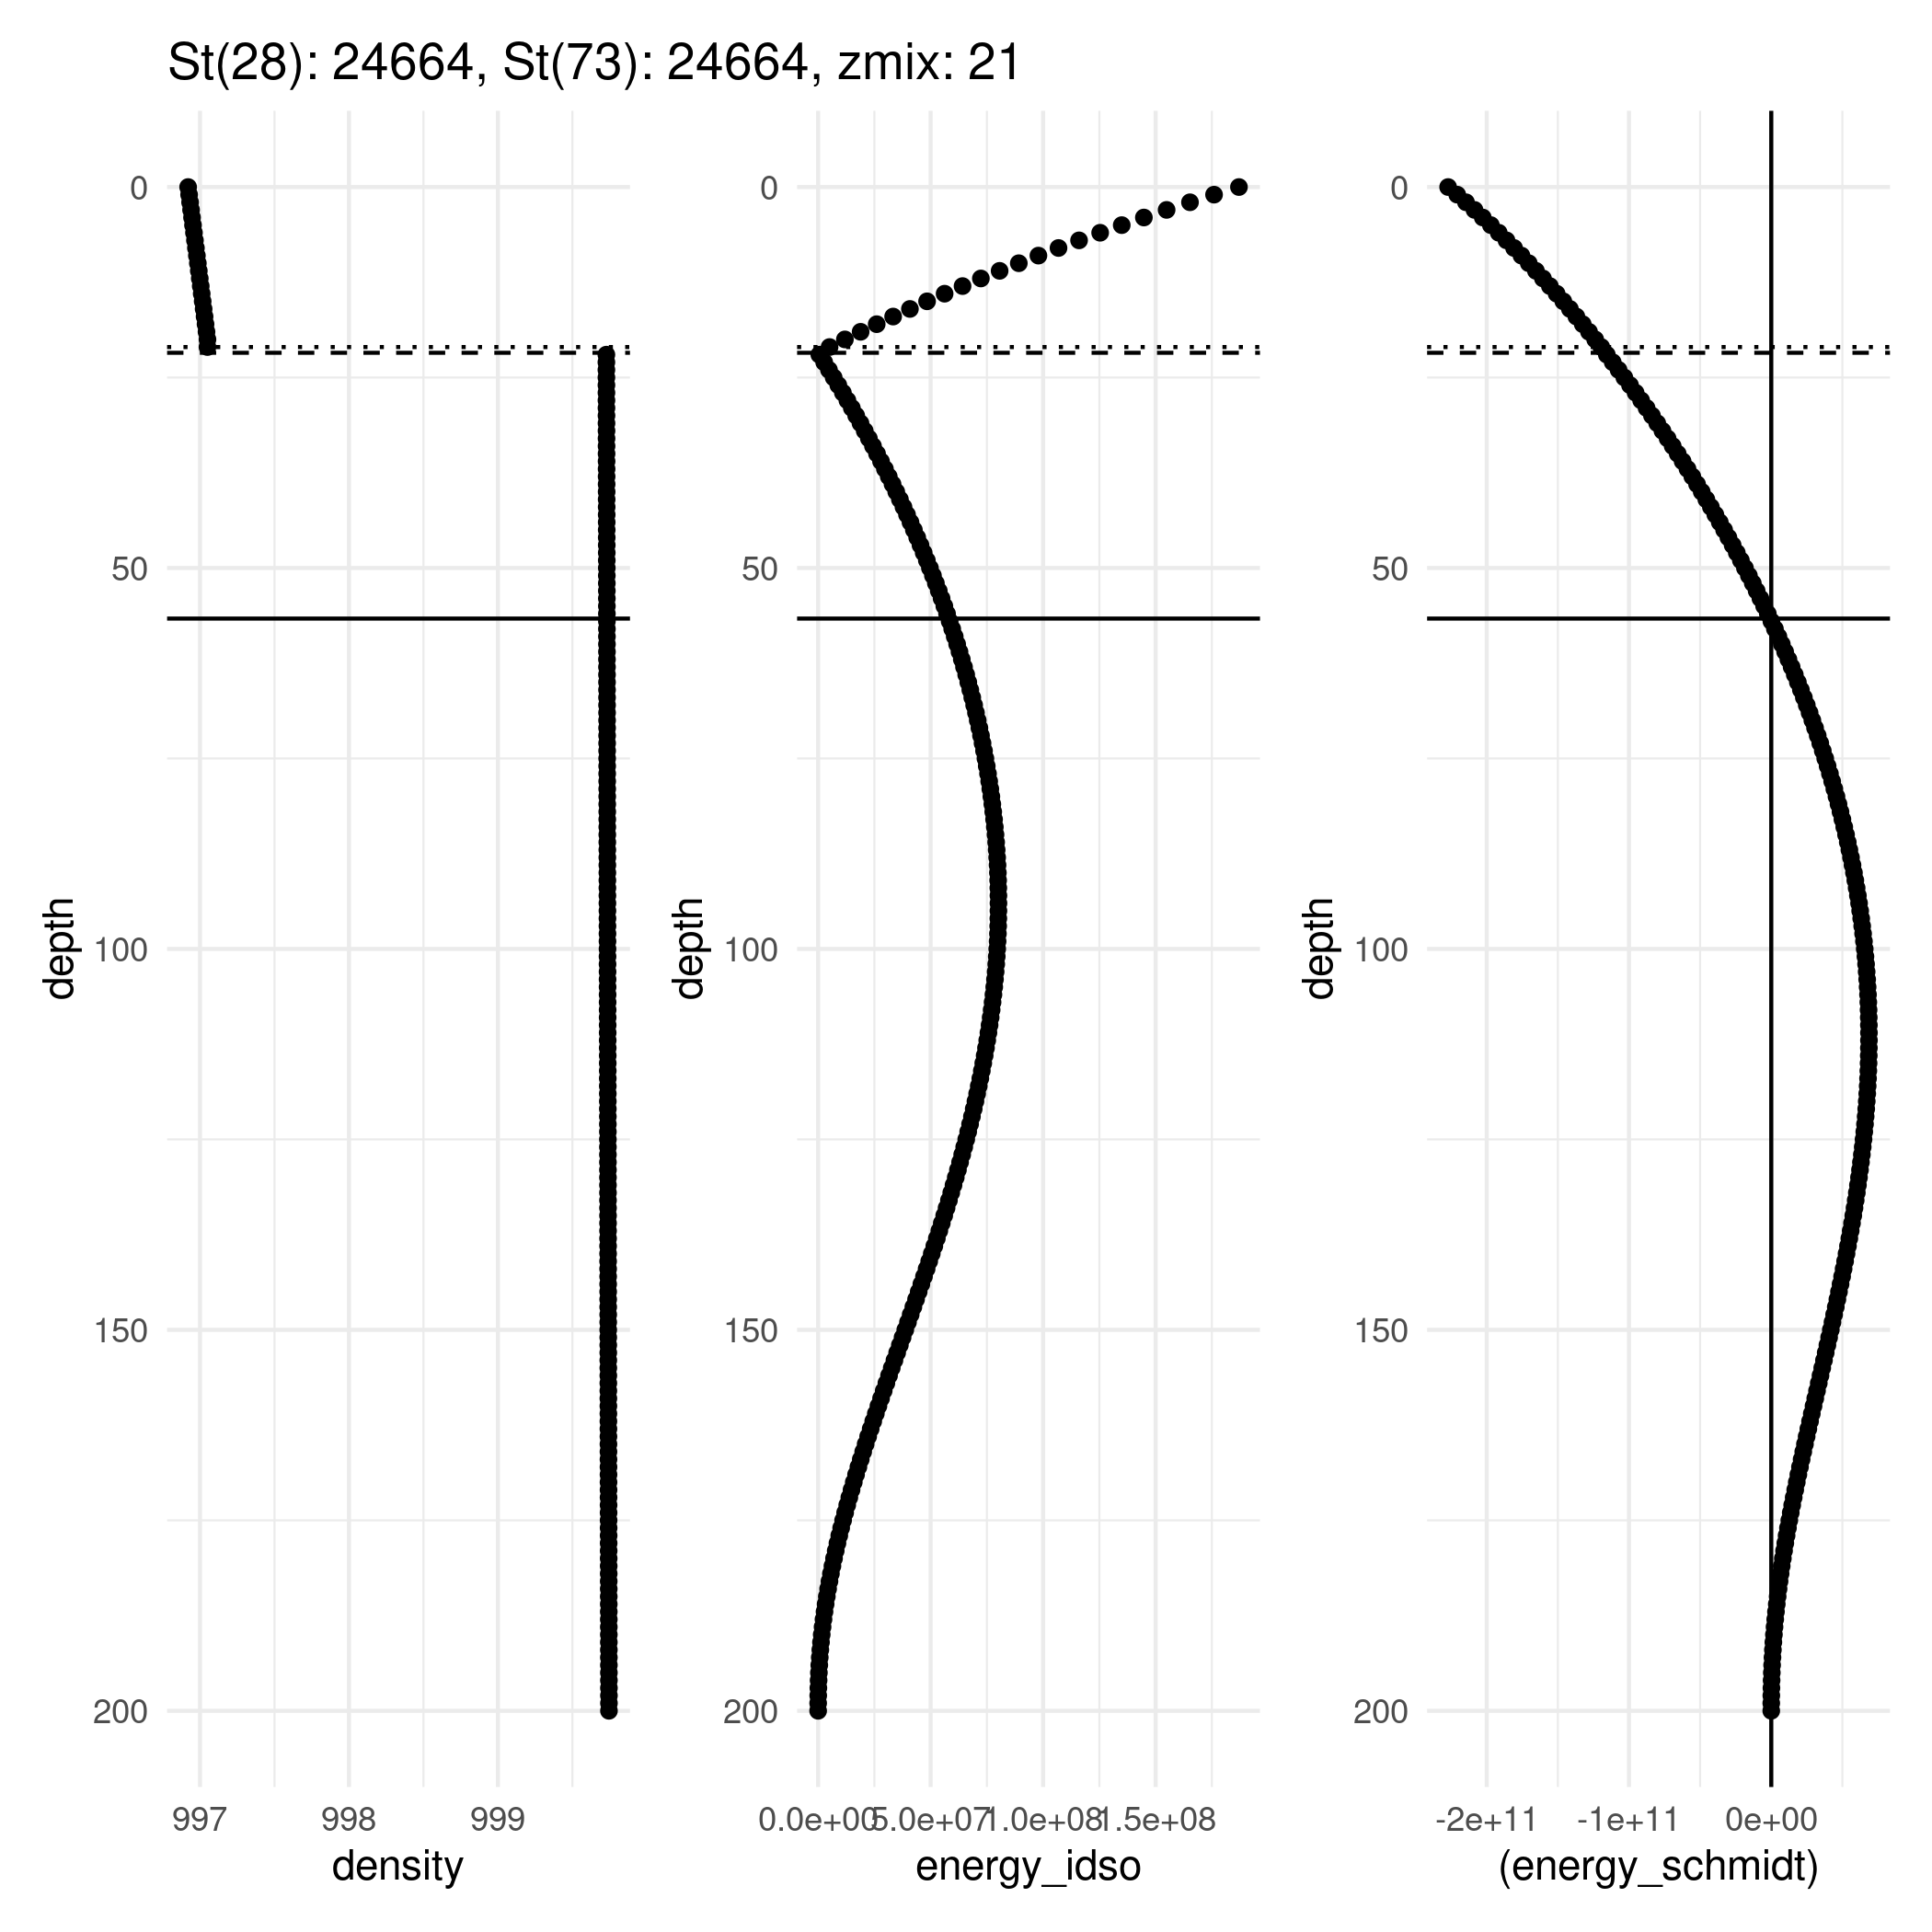 St(28): 24664, St(73): 24664, zmix: 21
0
50
100
150
200
depth
997
998
999
density
0
50
100
150
200
depth
0.0e+00
5.0e+07
1.0e+08
1.5e+08
energy_idso
0
50
100
150
200
depth
-2e+11
-1e+11
0e+00
(energy_schmidt)